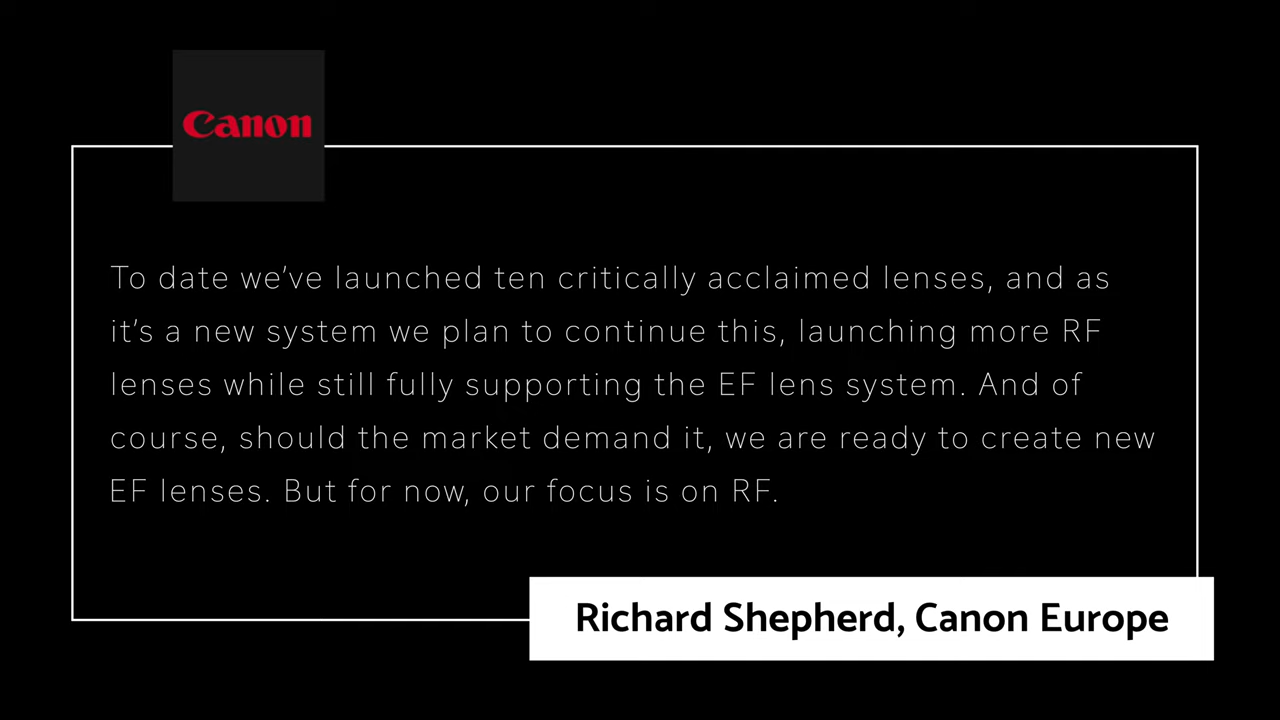 Canon
To date we've launched ten critically acclaimed lenses, and as
it's a new system we plan to continue this, launching more RF
lenses while still fully supporting the EF lens system. And of
course, should the market demand it, we are ready to create new
EF lenses. But for now, our focus is on RF.
Richard Shepherd, Canon Europe